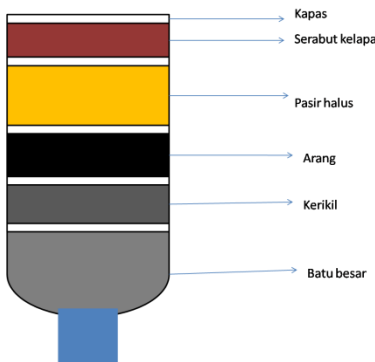 Kapas
Serabut kelapa
Pasir halus
Arang
Kerikil
Batu besar